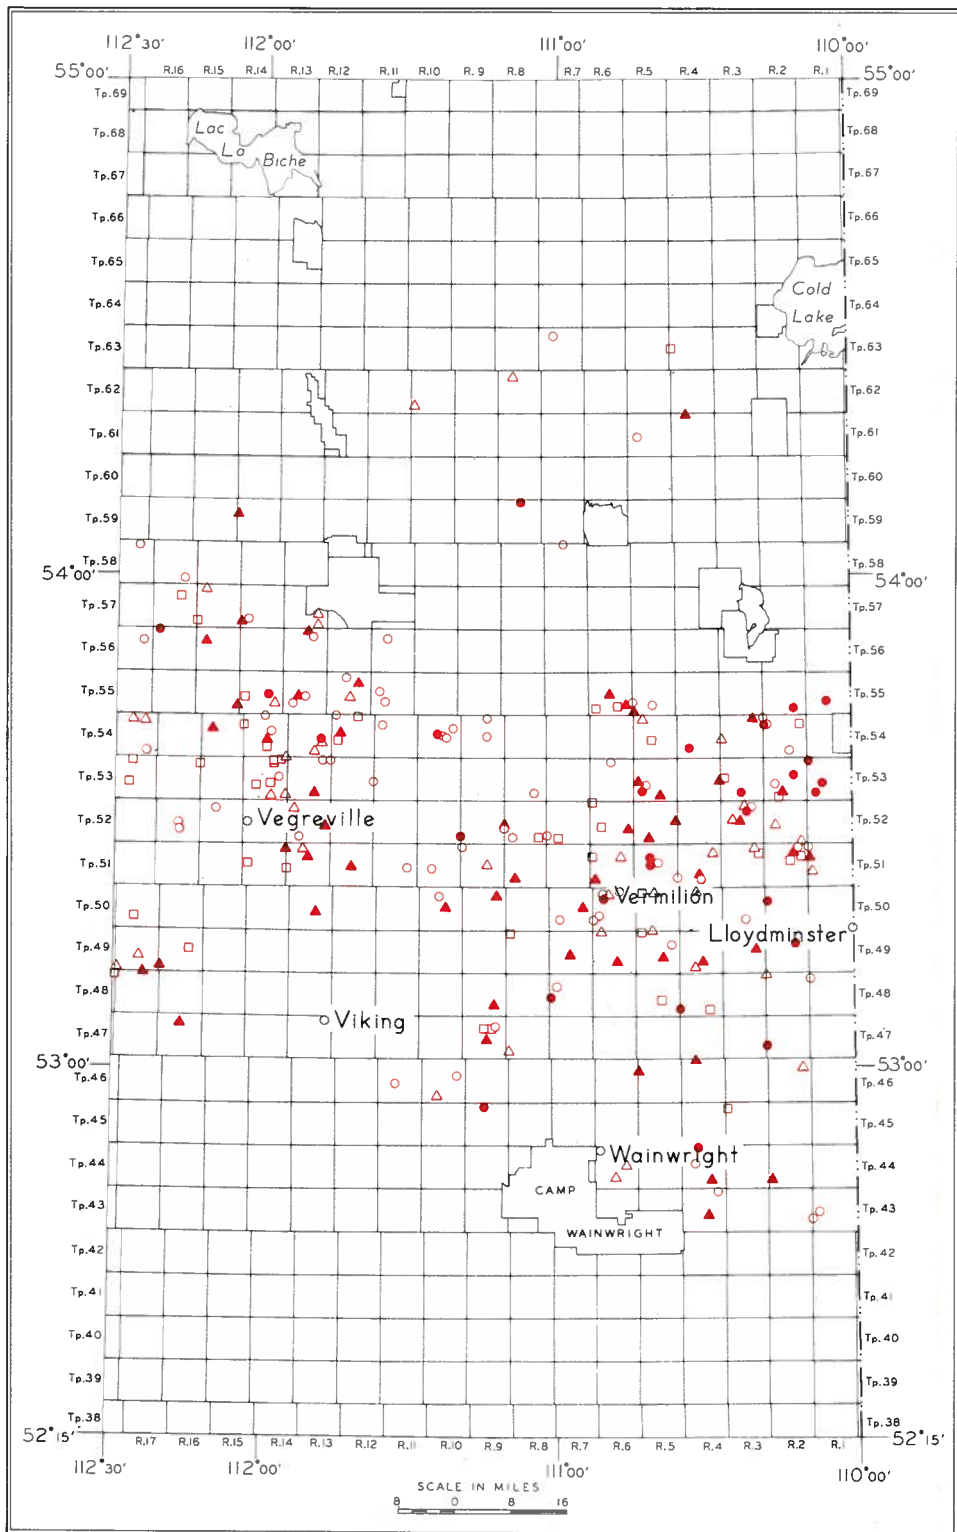 112°30′ 112°00′ 111°00′ 110°00′
R.16 R.15 R.14 R.13 R.12 R.11 R.10 R.9 R.8 R.7 R.6 R.5 R.4 R.3 R.2 R.1
55°00′ 55°00′
Tp.69 Tp.69
Tp.68 Lac Tp.68
La Biche
Tp.67 Tp.67
Tp.66 Tp.66
Tp.65 Tp.65
Tp.64 Cold Tp.64
Lake
Tp.63 Tp.63
Tp.62 Tp.62
Tp.61 Tp.61
Tp.60 Tp.60
Tp.59 Tp.59
Tp.58 Tp.58
54°00′ 54°00′
Tp.57 Tp.57
Tp.56 Tp.56
Tp.55 Tp.55
Tp.54 Tp.54
Tp.53 Tp.53
Tp.52 Vegreville Tp.52
Tp.51 Tp.51
Vermilion
Tp.50 Tp.50
Lloydminster
Tp.49 Tp.49
Tp.48 Tp.48
Tp.47 Viking Tp.47
53°00′ 53°00′
Tp.46 Tp.46
Tp.45 Tp.45
Tp.44 Wainwright Tp.44
CAMP
Tp.43 Tp.43
WAINWRIGHT
Tp.42 Tp.42
Tp.41 Tp.41
Tp.40 Tp.40
Tp.39 Tp.39
Tp.38 Tp.38
52°15′ 52°15′
R.17 R.16 R.15 R.14 R.13 R.12 R.11 R.10 R.9 R.8 R.7 R.6 R.5 R.4 R.3 R.2 R.1
112°30′ 112°00′ 111°00′ 110°00′
SCALE IN MILES
8 0 8 16